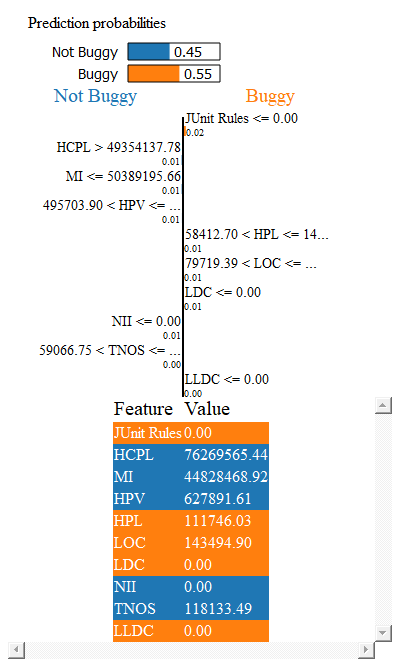 Prediction probabilities
Not Buggy 0.45
Buggy 0.55
Not Buggy Buggy
JUnit Rules <= 0.00
0.02
HCPL > 49354137.78
0.01
MI <= 50389195.66
0.01
495703.90 < HPV <= ...
0.01
58412.70 < HPL <= 14...
0.01
79719.39 < LOC <= ...
0.01
LDC <= 0.00
0.01
NII <= 0.00
0.01
59066.75 < TNOS <= ...
0.00
LLDC <= 0.00
0.00
Feature Value
JUnit Rules 0.00
HCPL 76269565.44
MI 44828468.92
HPV 627891.61
HPL 111746.03
LOC 143494.90
LDC 0.00
NII 0.00
TNOS 118133.49
LLDC 0.00